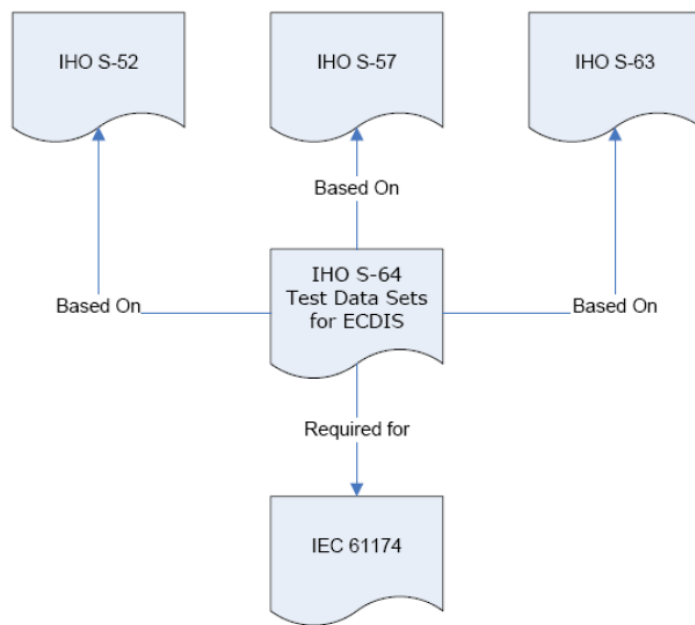 IHO S-52
IHO S-57
IHO S-63
Based On
IHO S-64
Test Data Sets
for ECDIS
Based On
Based On
Required for
IEC 61174